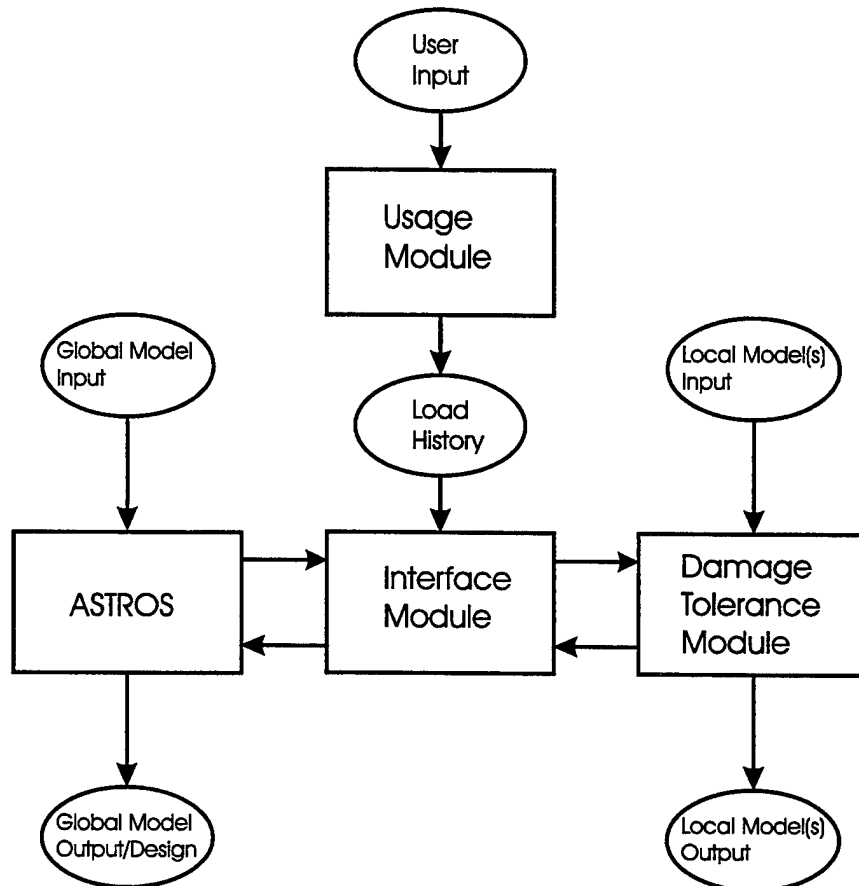 User
Input
Usage
Module
Global Model
Input
Load
History
Local Model(s)
Input
ASTROS
Interface
Module
Damage
Tolerance
Module
Global Model
Output/Design
Local Model(s)
Output